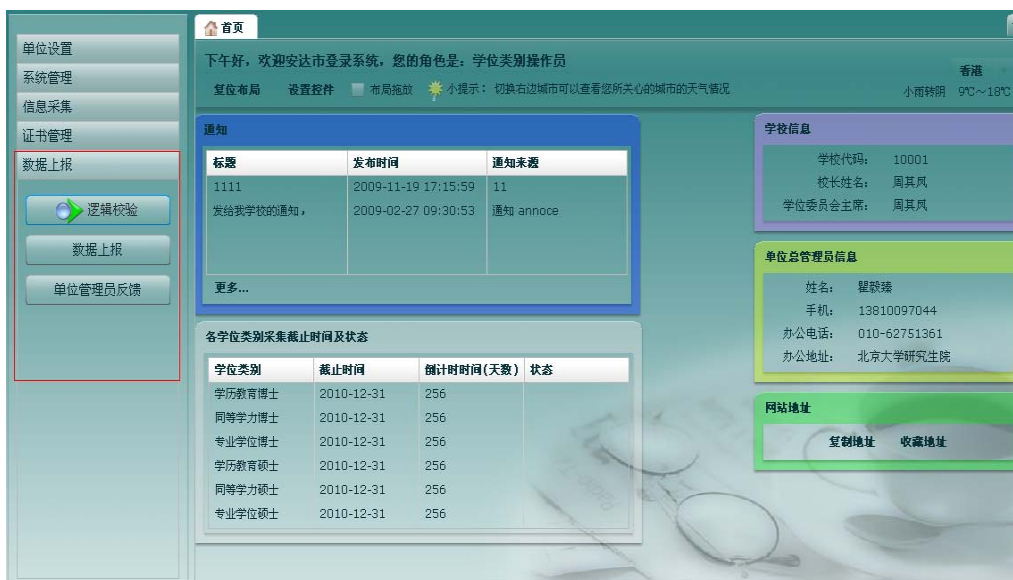 首页
单位设置
系统管理
信息采集
证书管理
数据上报
逻辑校验
数据上报
单位管理员反馈
下午好，欢迎安达市登录系统，您的角色是：学位类别操作员
复位布局 设置控件 布局拖放 小提示： 切换右边城市可以查看您所关心的城市的天气情况
香港
小雨转阴 9℃～18℃
通知
标题 发布时间 通知来源
1111 2009-11-19 17:15:59 11
发给我学校的通知， 2009-02-27 09:30:53 通知 annoce
更多...
各学位类别采集截止时间及状态
学位类别 截止时间 倒计时时间(天数) 状态
学历教育博士 2010-12-31 256
同等学力博士 2010-12-31 256
专业学位博士 2010-12-31 256
学历教育硕士 2010-12-31 256
同等学力硕士 2010-12-31 256
专业学位硕士 2010-12-31 256
学校信息
学校代码： 10001
校长姓名： 周其凤
学位委员会主席： 周其凤
单位总管理员信息
姓名： 瞿毅臻
手机： 13810097044
办公电话： 010-62751361
办公地址： 北京大学研究生院
网站地址
复制地址 收藏地址